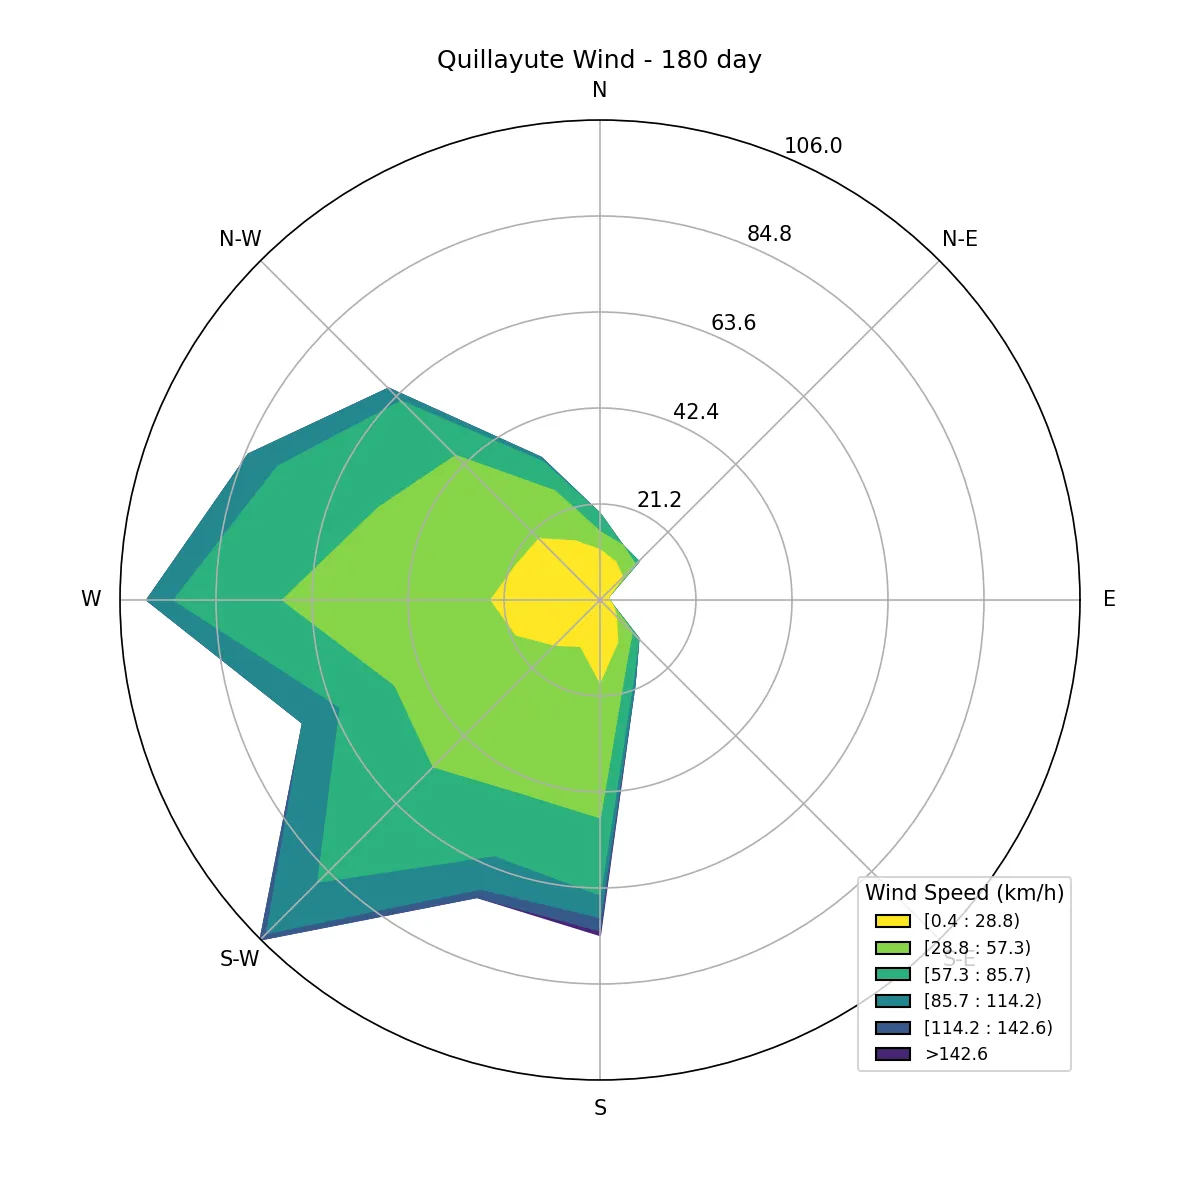 Quillayute Wind - 180 day
N
106.0
N-W
84.8
N-E
63.6
42.4
21.2
W
E
S-W
S-E
S
Wind Speed (km/h)
[0.4 : 28.8)
[28.8 : 57.3)
[57.3 : 85.7)
[85.7 : 114.2)
[114.2 : 142.6)
>142.6